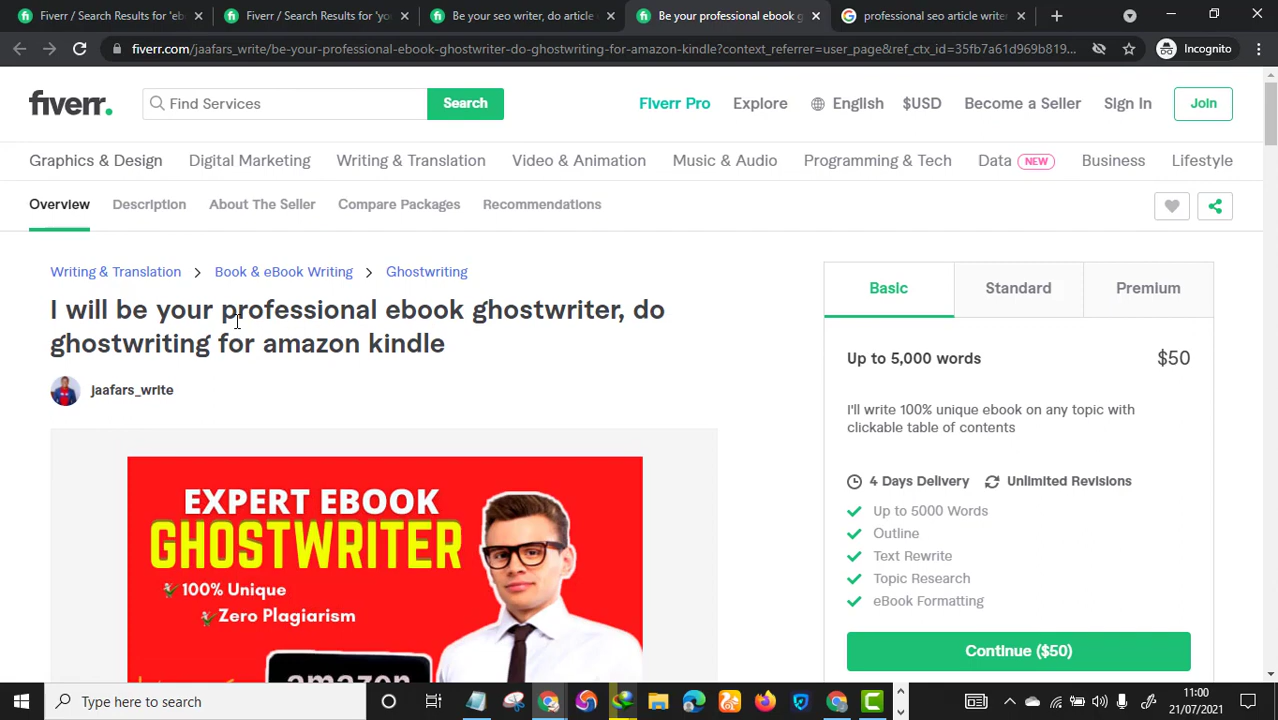 Fiverr / Search Results for 'eb
Fiverr / Search Results for 'yo
Be your seo writer, do article
Be your professional ebook g
professional seo article write
fiverr.com/jaafars_write/be-your-professional-ebook-ghostwriter-do-ghostwriting-for-amazon-kindle?context_referrer=user_page&ref_ctx_id=35fb7a61d969b819...
Incognito
fiverr.
Find Services
Search
Fiverr Pro
Explore
English
$USD
Become a Seller
Sign In
Join
Graphics & Design
Digital Marketing
Writing & Translation
Video & Animation
Music & Audio
Programming & Tech
Data NEW
Business
Lifestyle
Overview
Description
About The Seller
Compare Packages
Recommendations
Writing & Translation > Book & eBook Writing > Ghostwriting
I will be your professional ebook ghostwriter, do
ghostwriting for amazon kindle
jaafars_write
EXPERT EBOOK
GHOSTWRITER
100% Unique
Zero Plagiarism
amazon
Basic
Standard
Premium
Up to 5,000 words
$50
I'll write 100% unique ebook on any topic with
clickable table of contents
4 Days Delivery
Unlimited Revisions
Up to 5000 Words
Outline
Text Rewrite
Topic Research
eBook Formatting
Continue ($50)
Type here to search
11:00
21/07/2021